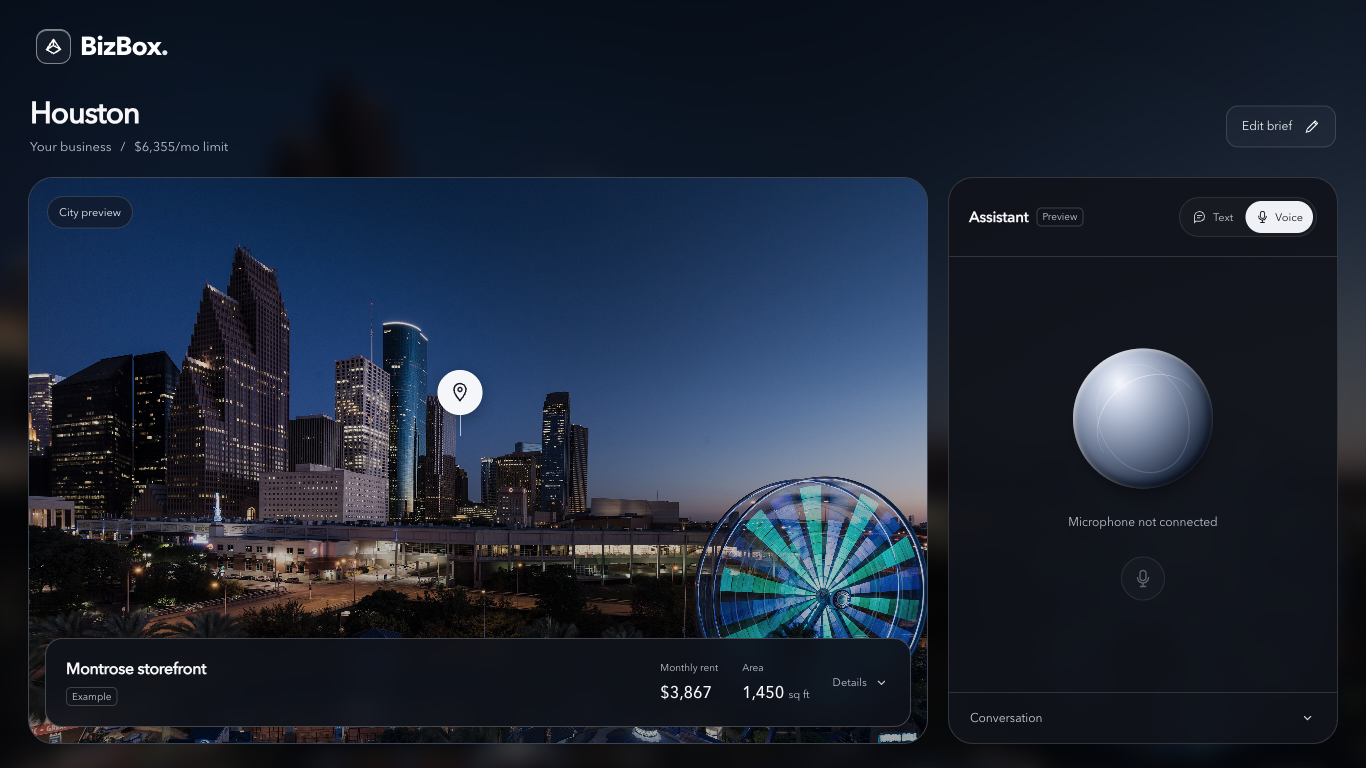 BizBox.
Houston
Your business / $6,355/mo limit
Edit brief
City preview
Assistant Preview
Text Voice
Microphone not connected
Montrose storefront
Example
Monthly rent
$3,867
Area
1,450 sq ft
Details
Conversation